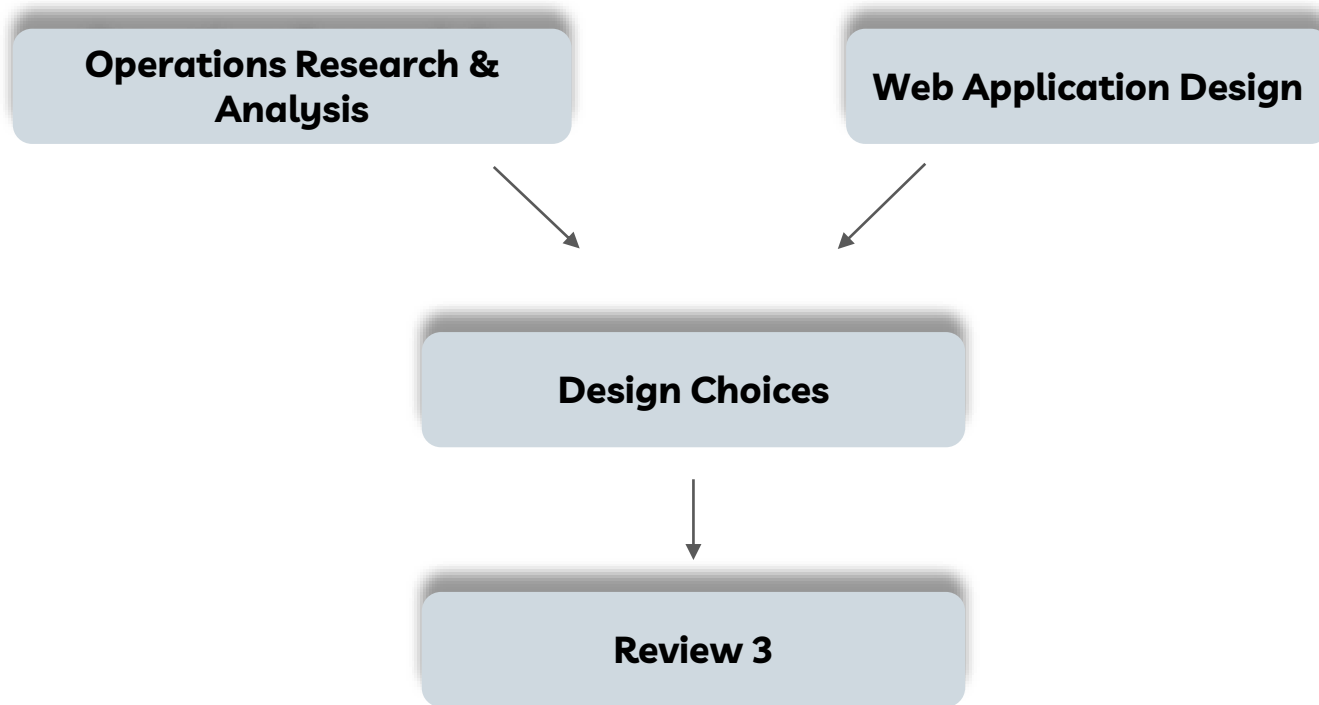 Operations Research &
Analysis
Web Application Design
Design Choices
Review 3